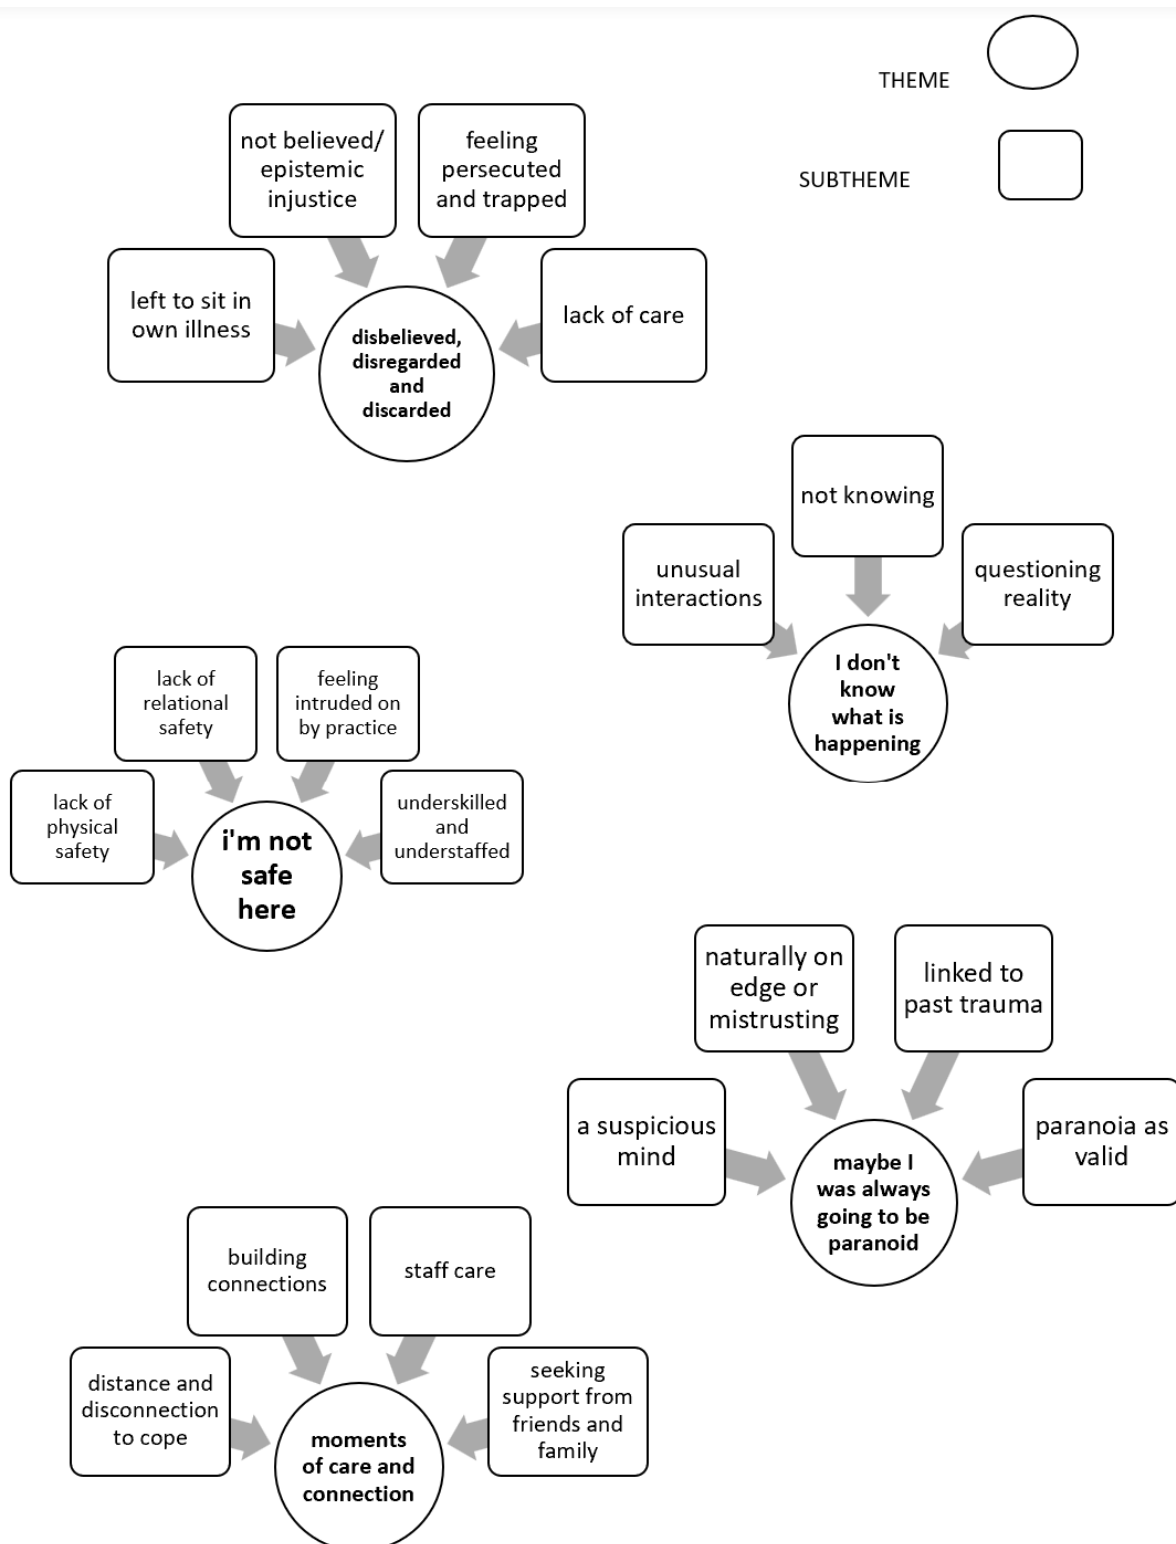 THEME
SUBTHEME
not believed/
epistemic
injustice
feeling
persecuted
and trapped
left to sit in
own illness
lack of care
disbelieved,
disregarded
and
discarded
not knowing
unusual
interactions
questioning
reality
I don't
know
what is
happening
lack of
relational
safety
feeling
intruded on
by practice
lack of
physical
safety
underskilled
and
understaffed
i'm not
safe
here
naturally on
edge or
mistrusting
linked to
past trauma
a suspicious
mind
paranoia as
valid
maybe I
was always
going to be
paranoid
building
connections
staff care
distance and
disconnection
to cope
seeking
support from
friends and
family
moments
of care and
connection